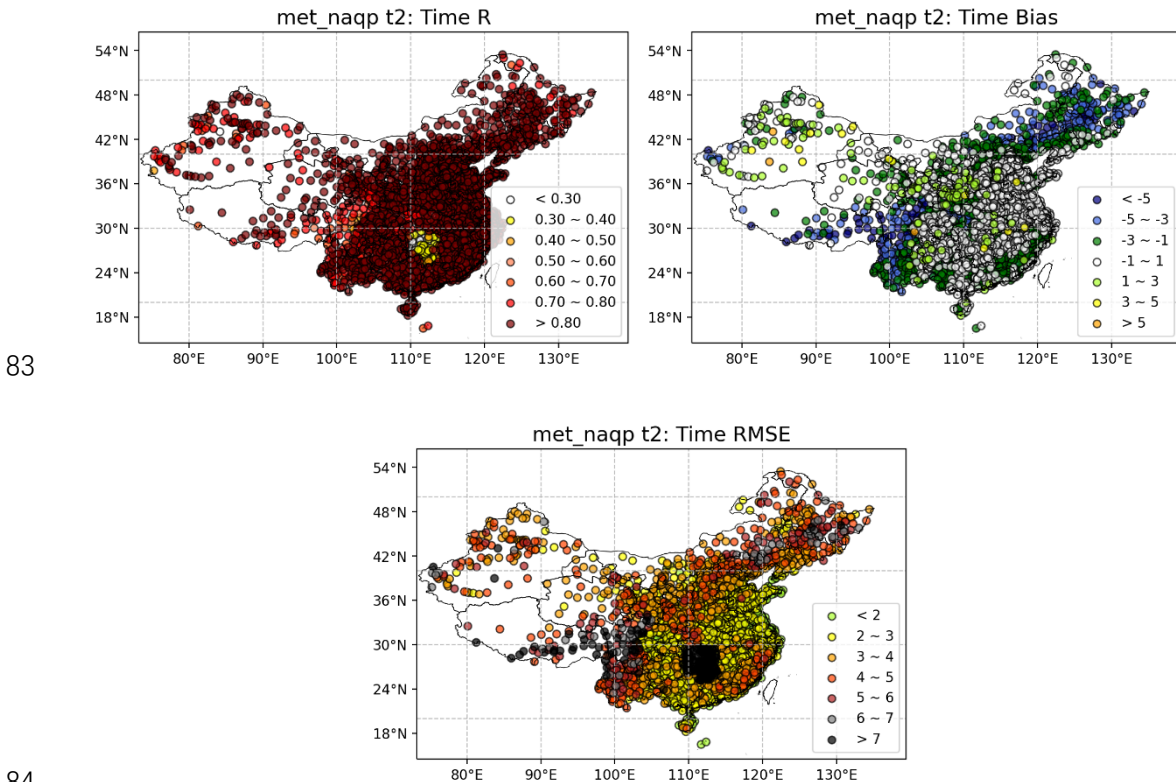 met_naqp t2: Time R
54°N
48°N
42°N
36°N
30°N
24°N
18°N
80°E 90°E 100°E 110°E 120°E 130°E
< 0.30
0.30 ~ 0.40
0.40 ~ 0.50
0.50 ~ 0.60
0.60 ~ 0.70
0.70 ~ 0.80
> 0.80
met_naqp t2: Time Bias
54°N
48°N
42°N
36°N
30°N
24°N
18°N
80°E 90°E 100°E 110°E 120°E 130°E
< -5
-5 ~ -3
-3 ~ -1
-1 ~ 1
1 ~ 3
3 ~ 5
> 5
83
met_naqp t2: Time RMSE
54°N
48°N
42°N
36°N
30°N
24°N
18°N
80°E 90°E 100°E 110°E 120°E 130°E
< 2
2 ~ 3
3 ~ 4
4 ~ 5
5 ~ 6
6 ~ 7
> 7
84